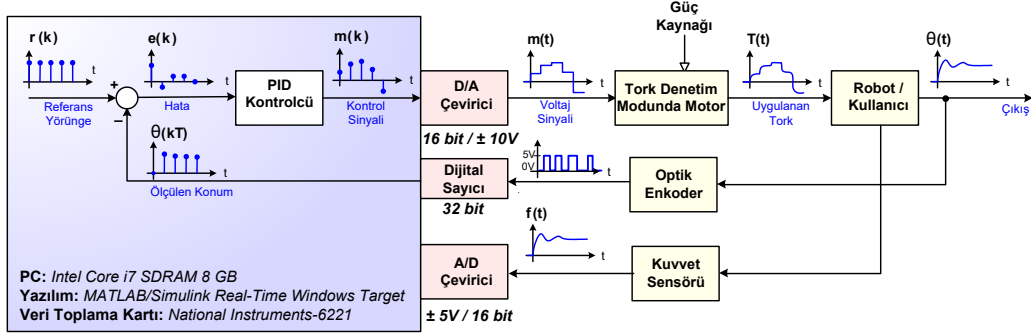 r(k)
t
Referans
Yörünge
+
−
e(k)
t
Hata
PID
Kontrolcü
m(k)
t
Kontrol
Sinyali
D/A
Çevirici
16 bit / ± 10V
m(t)
t
Voltaj
Sinyali
Güç
Kaynağı
Tork Denetim
Modunda Motor
T(t)
t
Uygulanan
Tork
Robot /
Kullanıcı
θ(t)
t
Çıkış
θ(kT)
t
Ölçülen Konum
Dijital
Sayıcı
32 bit
5V
0V
t
Optik
Enkoder
A/D
Çevirici
± 5V / 16 bit
f(t)
t
Kuvvet
Sensörü
PC: Intel Core i7 SDRAM 8 GB
Yazılım: MATLAB/Simulink Real-Time Windows Target
Veri Toplama Kartı: National Instruments-6221